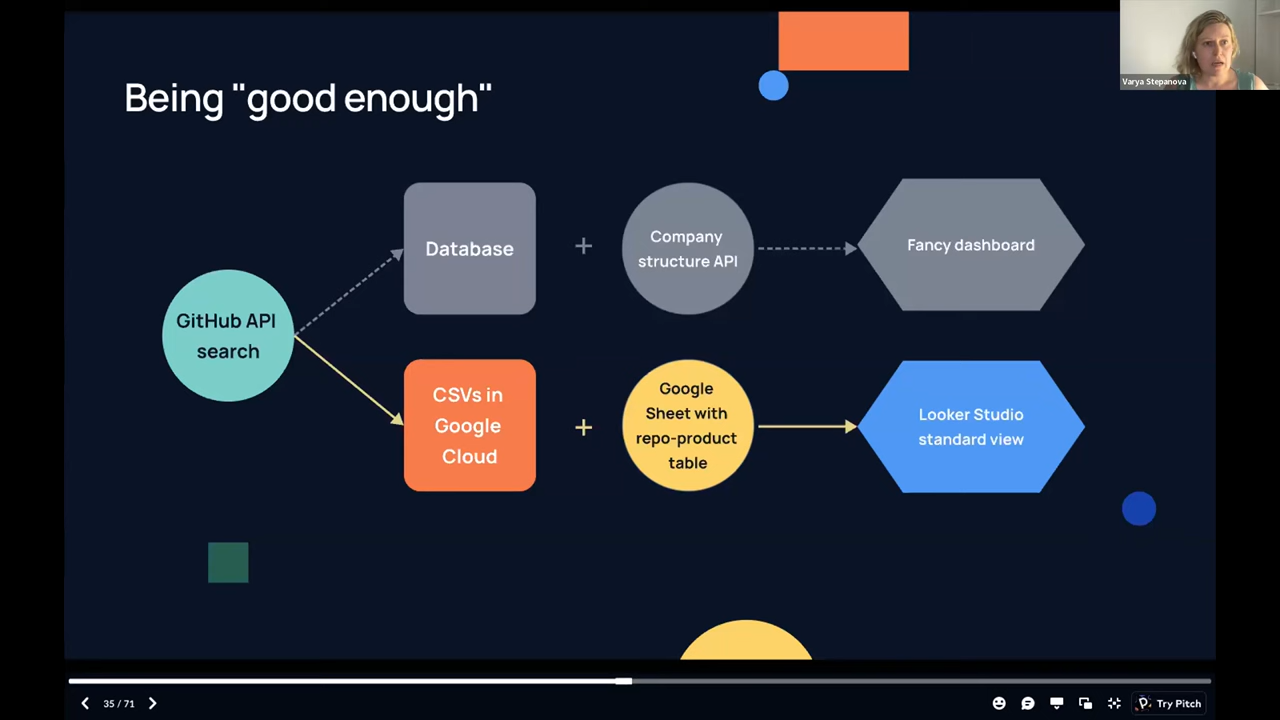 Being "good enough"
Varya Stepanova
Database
+
Company
structure API
Fancy dashboard
GitHub API
search
CSVs in
Google
Cloud
+
Google
Sheet with
repo-product
table
Looker Studio
standard view
35 / 71
Try Pitch